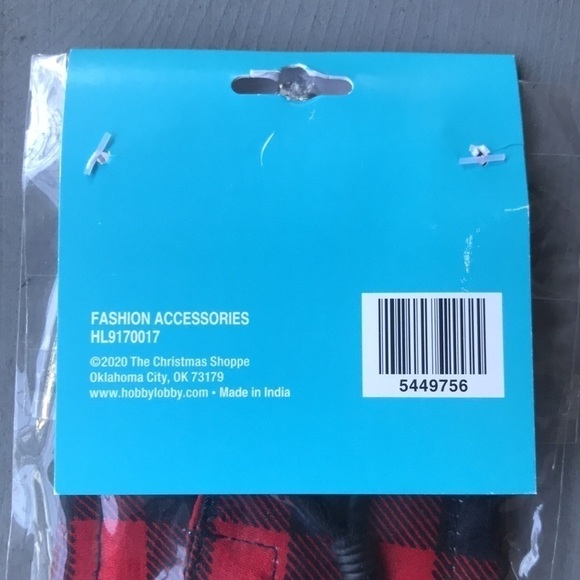 FASHION ACCESSORIES
HL9170017
©2020 The Christmas Shoppe
Oklahoma City, OK 73179
www.hobbylobby.com • Made in India
5449756